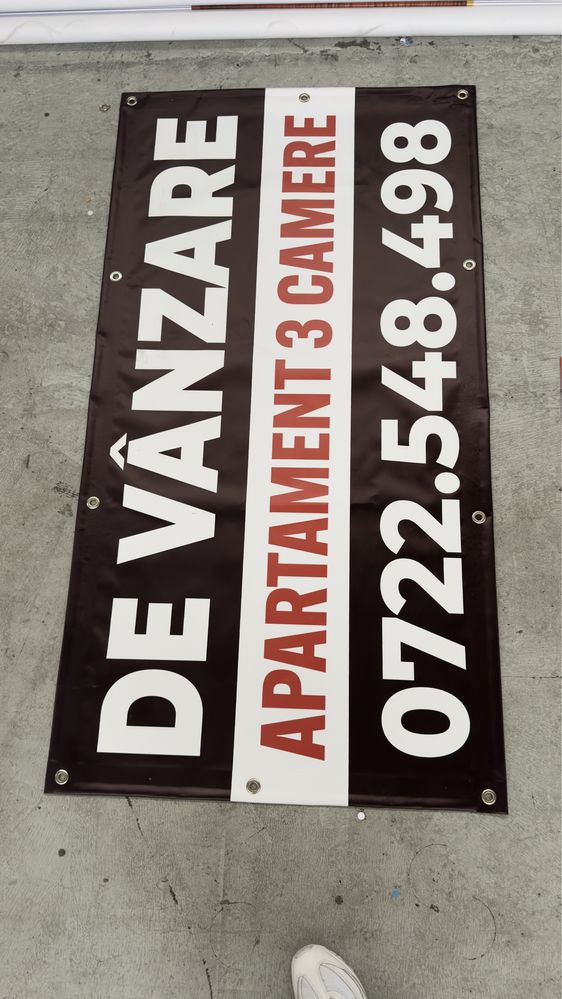 DE VÂNZARE
APARTAMENT 3 CAMERE
0722.548.498